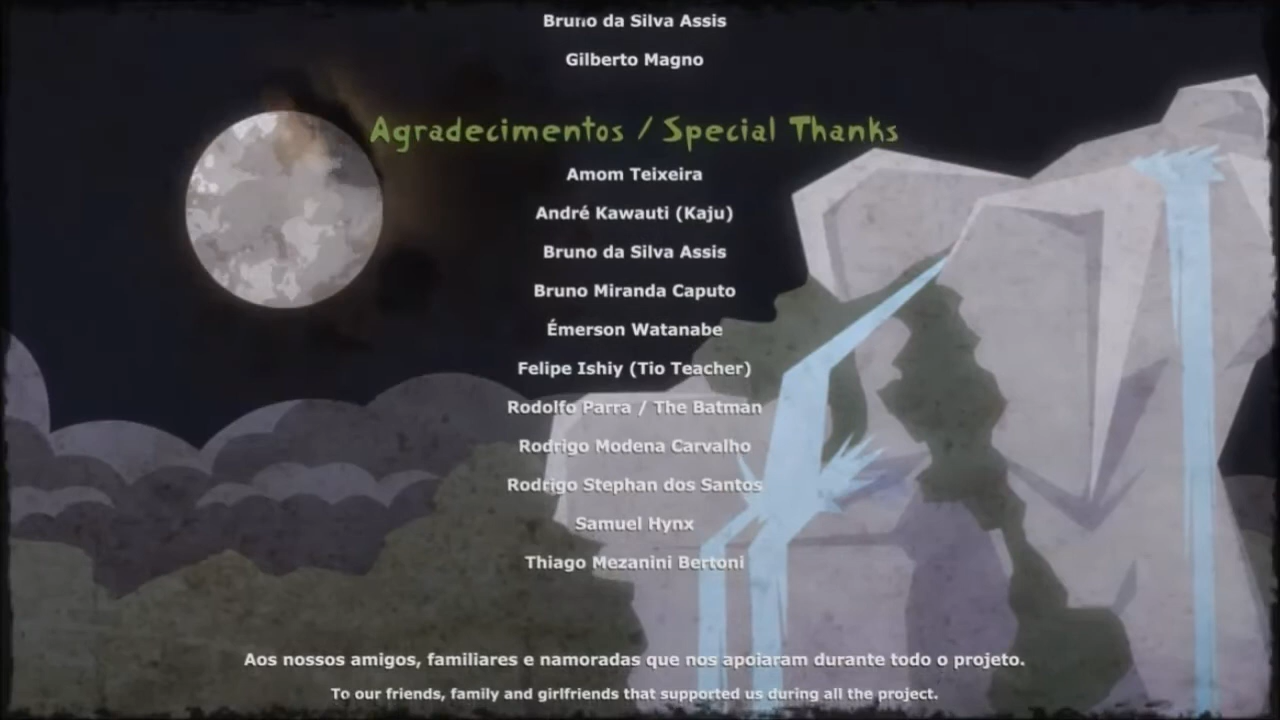 Bruno da Silva Assis
Gilberto Magno
Agradecimentos / Special Thanks
Amom Teixeira
André Kawauti (Kaju)
Bruno da Silva Assis
Bruno Miranda Caputo
Émerson Watanabe
Felipe Ishiy (Tio Teacher)
Rodolfo Parra / The Batman
Rodrigo Modena Carvalho
Rodrigo Stephan dos Santos
Samuel Hynx
Thiago Mezanini Bertoni
Aos nossos amigos, familiares e namoradas que nos apoiaram durante todo o projeto.
To our friends, family and girlfriends that supported us during all the project.